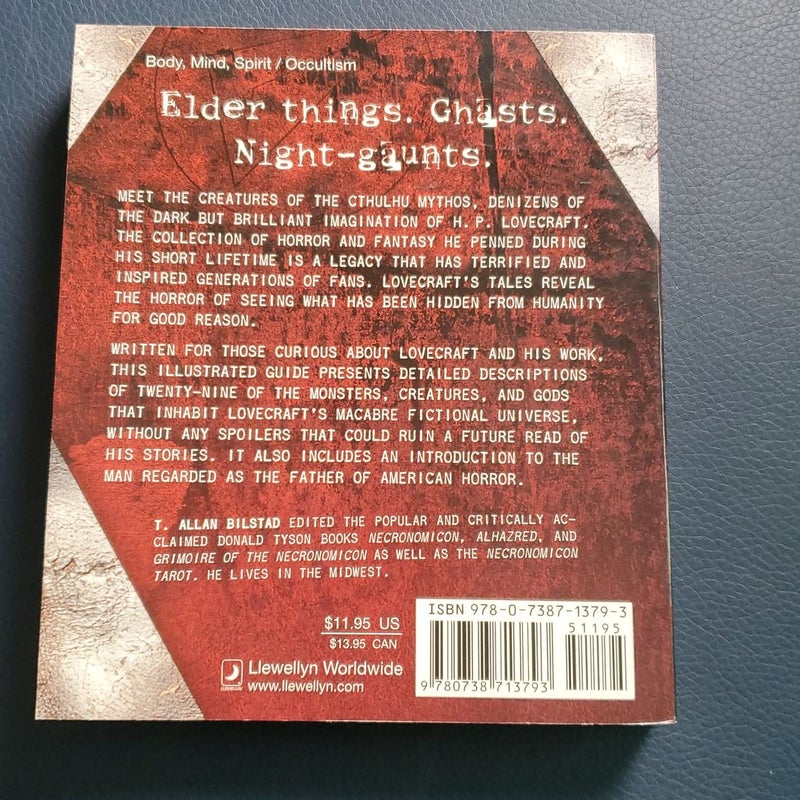 Body, Mind, Spirit / Occultism
Elder things. Ghasts.
Night-gaunts.
MEET THE CREATURES OF THE CTHULHU MYTHOS, DENIZENS OF
THE DARK BUT BRILLIANT IMAGINATION OF H. P. LOVECRAFT.
THE COLLECTION OF HORROR AND FANTASY HE PENNED DURING
HIS SHORT LIFETIME IS A LEGACY THAT HAS TERRIFIED AND
INSPIRED GENERATIONS OF FANS. LOVECRAFT'S TALES REVEAL
THE HORROR OF SEEING WHAT HAS BEEN HIDDEN FROM HUMANITY
FOR GOOD REASON.
WRITTEN FOR THOSE CURIOUS ABOUT LOVECRAFT AND HIS WORK,
THIS ILLUSTRATED GUIDE PRESENTS DETAILED DESCRIPTIONS
OF TWENTY-NINE OF THE MONSTERS, CREATURES, AND GODS
THAT INHABIT LOVECRAFT'S MACABRE FICTIONAL UNIVERSE,
WITHOUT ANY SPOILERS THAT COULD RUIN A FUTURE READ OF
HIS STORIES. IT ALSO INCLUDES AN INTRODUCTION TO THE
MAN REGARDED AS THE FATHER OF AMERICAN HORROR.
T. ALLAN BILSTAD EDITED THE POPULAR AND CRITICALLY AC-
CLAIMED DONALD TYSON BOOKS NECRONOMICON, ALHAZRED, AND
GRIMOIRE OF THE NECRONOMICON AS WELL AS THE NECRONOMICON
TAROT. HE LIVES IN THE MIDWEST.
$11.95 US
$13.95 CAN
Llewellyn Worldwide
www.llewellyn.com
LLEWELLYN
ISBN 978-0-7387-1379-3
51195
9 780738 713793